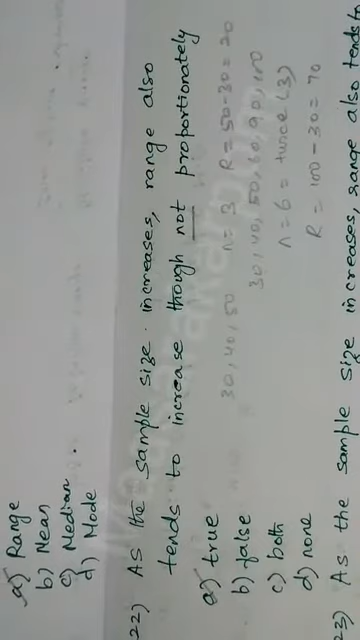 a) Range
b) Mean
c) Median.
d) Mode
22) As the sample size increases, range also
tends to increase though not proportionately
a) true
30, 40, 50 n = 3 R = 50-30 = 20
b) false
30, 40, 50, 60, 90, 100
c) both
n = 6 = twice (3)
d) none
R = 100 - 30 = 70
23) As the sample size increases, range also tends to